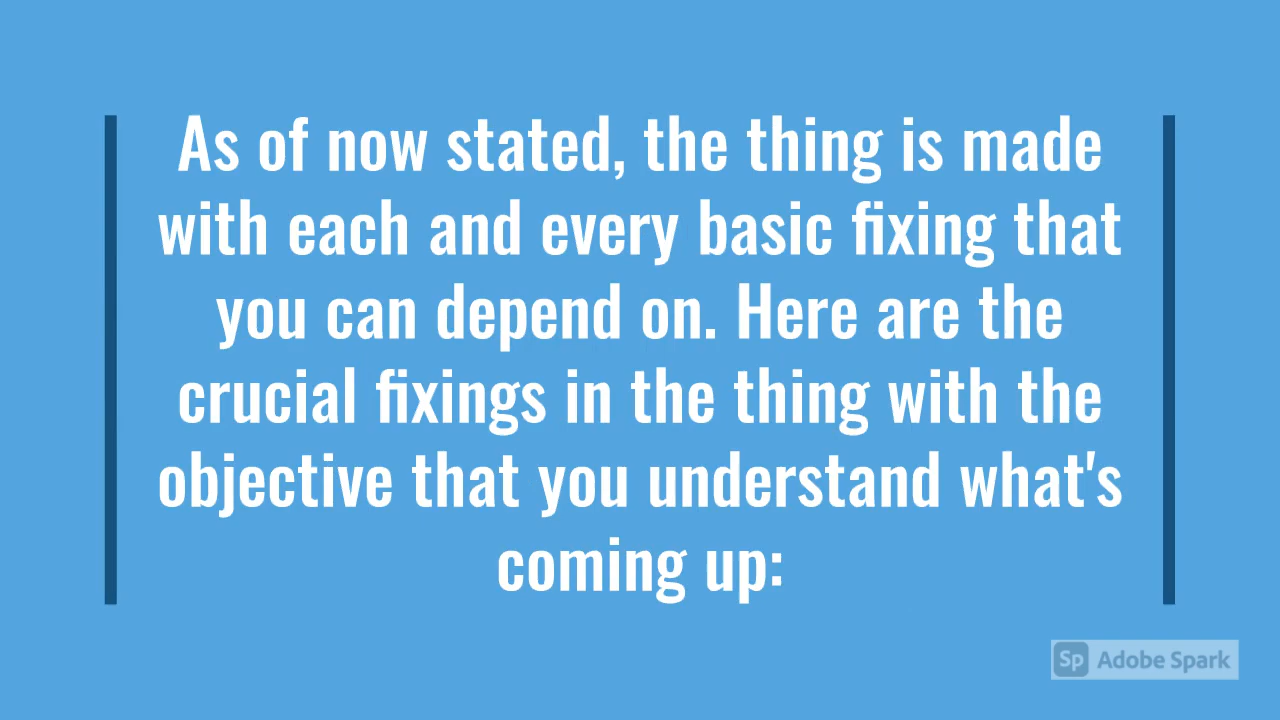 As of now stated, the thing is made
with each and every basic fixing that
you can depend on. Here are the
crucial fixings in the thing with the
objective that you understand what's
coming up:
Sp Adobe Spark